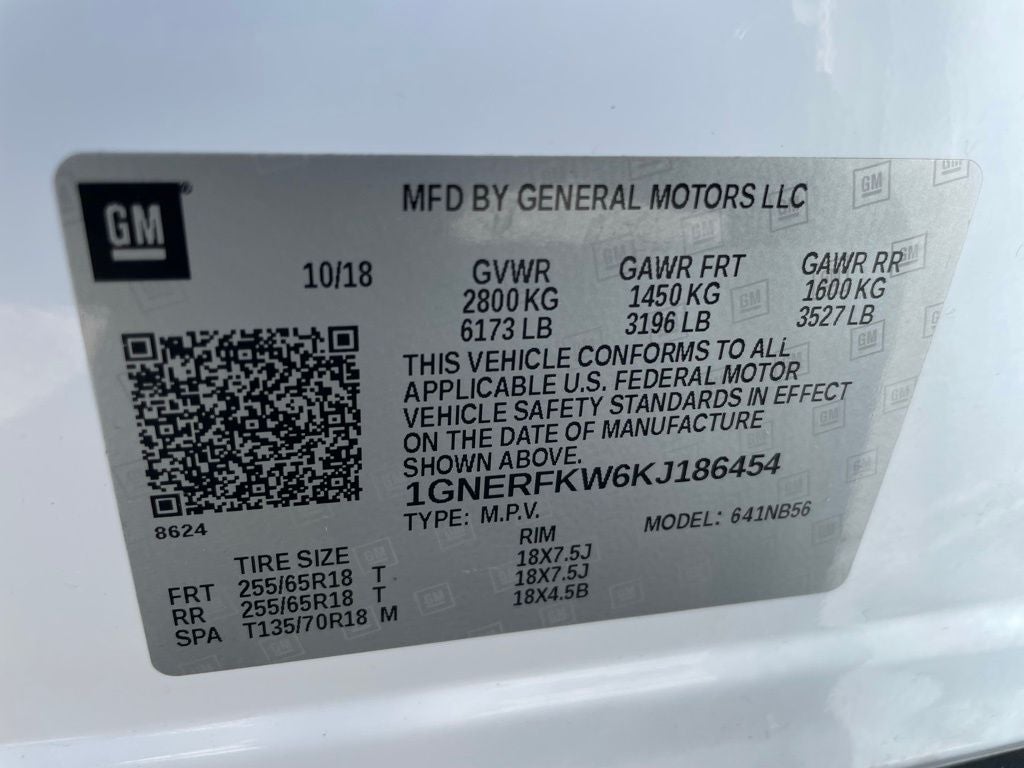 GM
MFD BY GENERAL MOTORS LLC
10/18
GVWR GAWR FRT GAWR RR
2800 KG 1450 KG 1600 KG
6173 LB 3196 LB 3527 LB
THIS VEHICLE CONFORMS TO ALL
APPLICABLE U.S. FEDERAL MOTOR
VEHICLE SAFETY STANDARDS IN EFFECT
ON THE DATE OF MANUFACTURE
SHOWN ABOVE.
1GNERFKW6KJ186454
TYPE: M.P.V. MODEL: 641NB56
8624
TIRE SIZE RIM
FRT 255/65R18 T 18X7.5J
RR 255/65R18 T 18X7.5J
SPA T135/70R18 M 18X4.5B